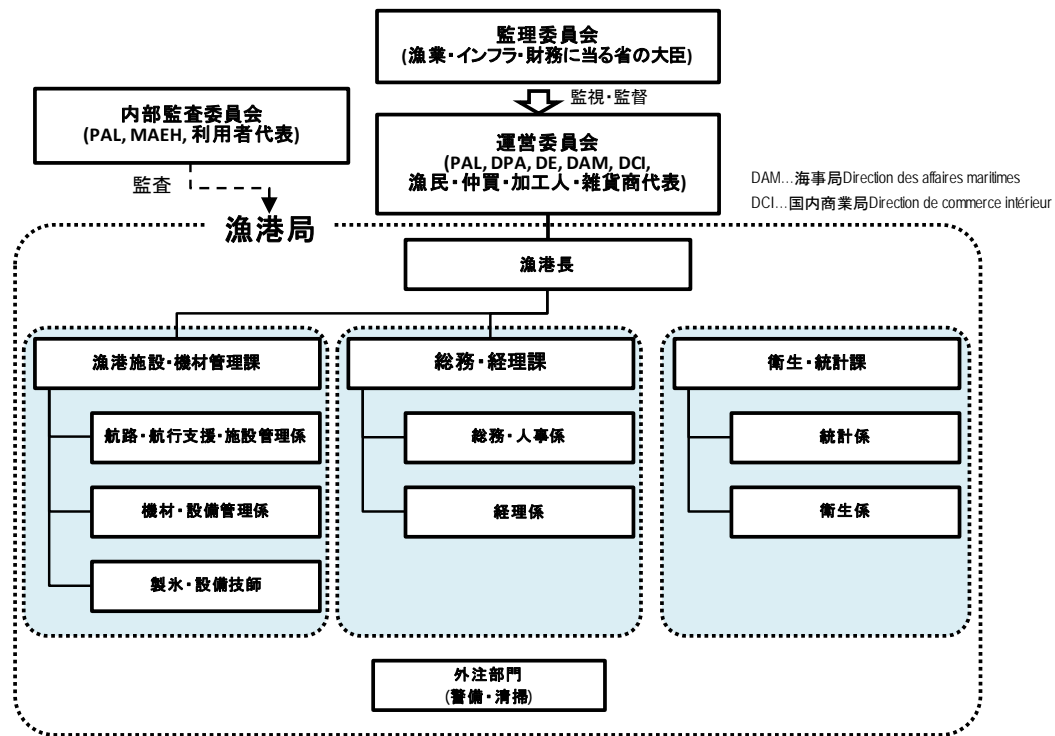 監理委員会
(漁業・インフラ・財務に当る省の大臣)
監視・監督
内部監査委員会
(PAL, MAEH, 利用者代表)
監査
運営委員会
(PAL, DPA, DE, DAM, DCI,
漁民・仲買・加工人・雑貨商代表)
DAM…海事局Direction des affaires maritimes
DCI…国内商業局Direction de commerce intérieur
漁港局
漁港長
漁港施設・機材管理課
航路・航行支援・施設管理係
機材・設備管理係
製氷・設備技師
総務・経理課
総務・人事係
経理係
衛生・統計課
統計係
衛生係
外注部門
(警備・清掃)